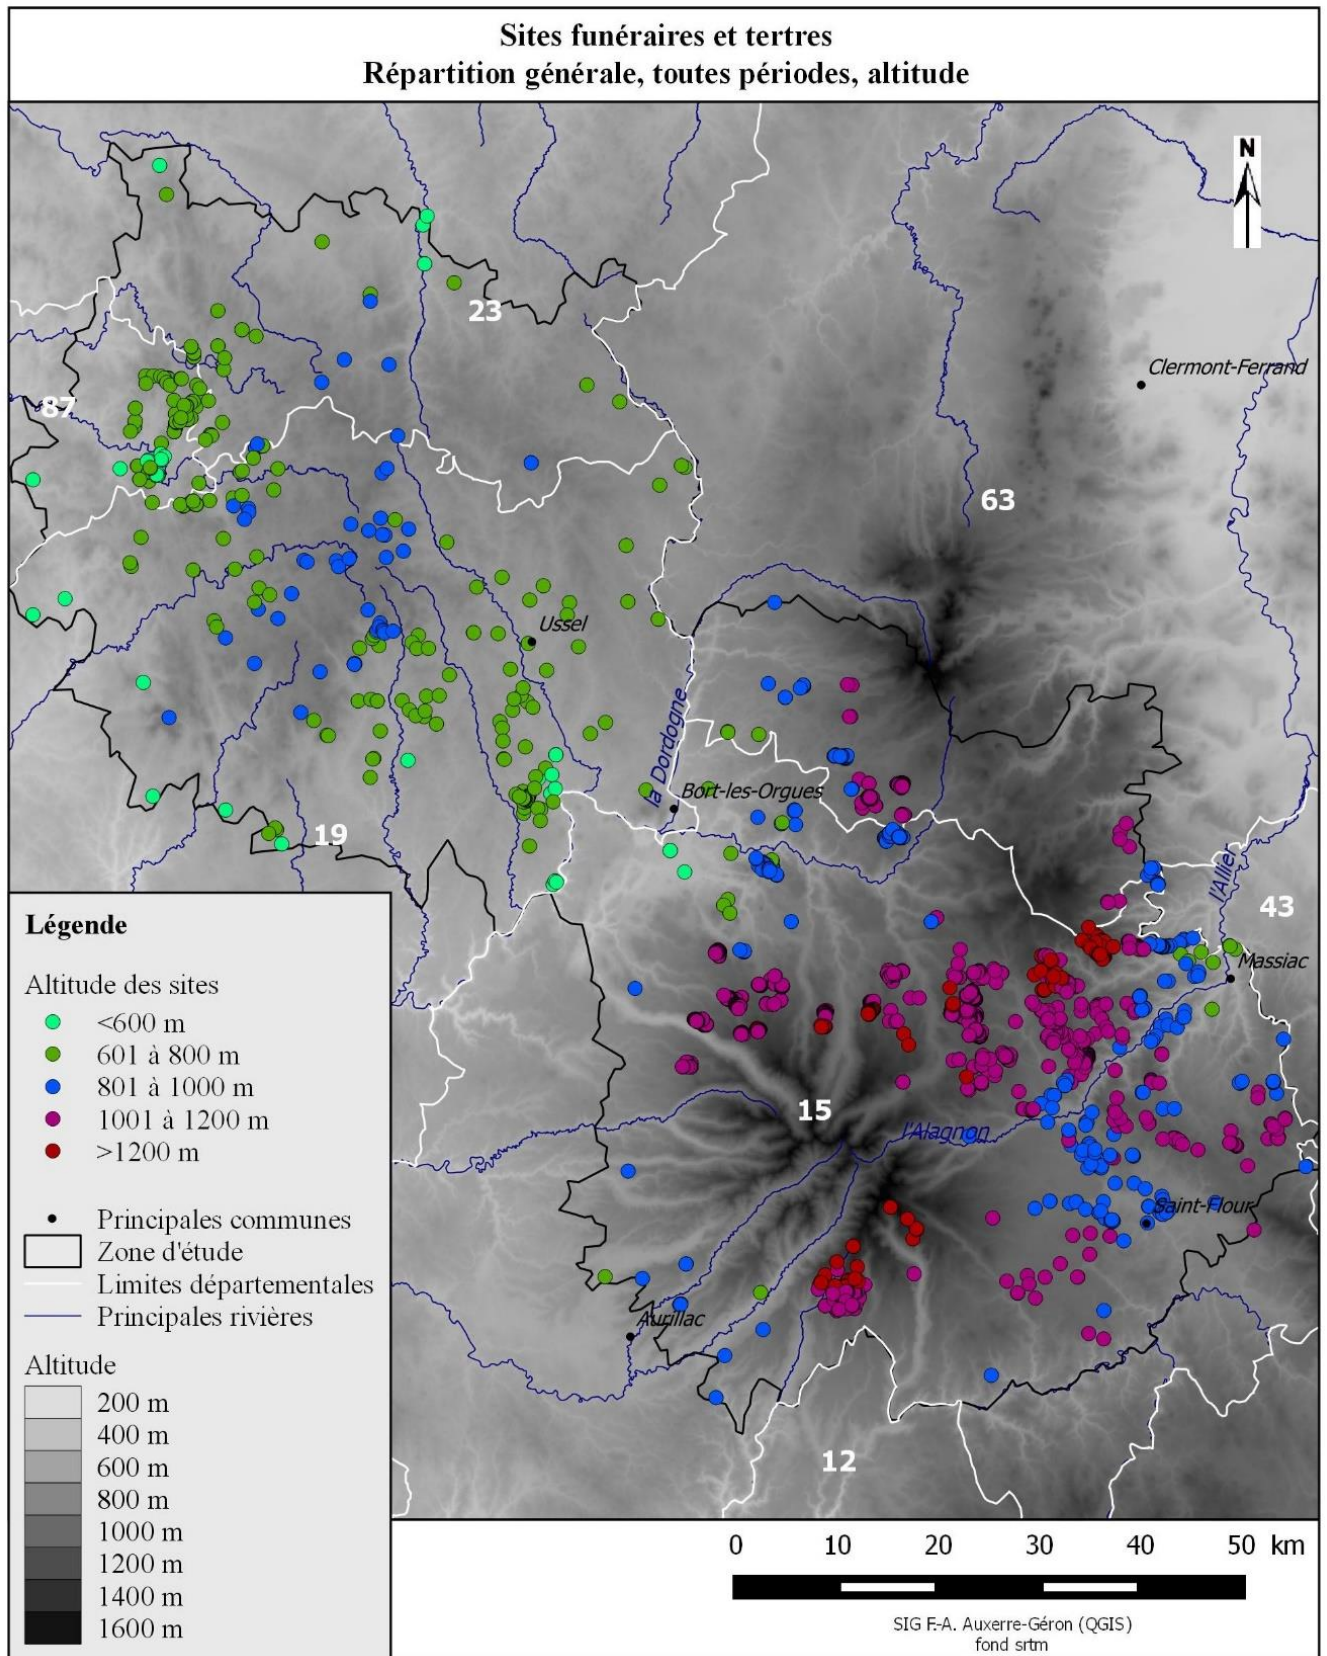 Sites funéraires et tertres
Répartition générale, toutes périodes, altitude
N
23
Clermont-Ferrand
87
63
Ussel
la Dordogne
Bort-les-Orgues
19
l'Allier
43
Massiac
15
l'Alagnon
Saint-Flour
Aurillac
12
Légende
Altitude des sites
<600 m
601 à 800 m
801 à 1000 m
1001 à 1200 m
>1200 m
Principales communes
Zone d'étude
Limites départementales
Principales rivières
Altitude
200 m
400 m
600 m
800 m
1000 m
1200 m
1400 m
1600 m
0 10 20 30 40 50 km
SIG F.-A. Auxerre-Géron (QGIS)
fond srtm